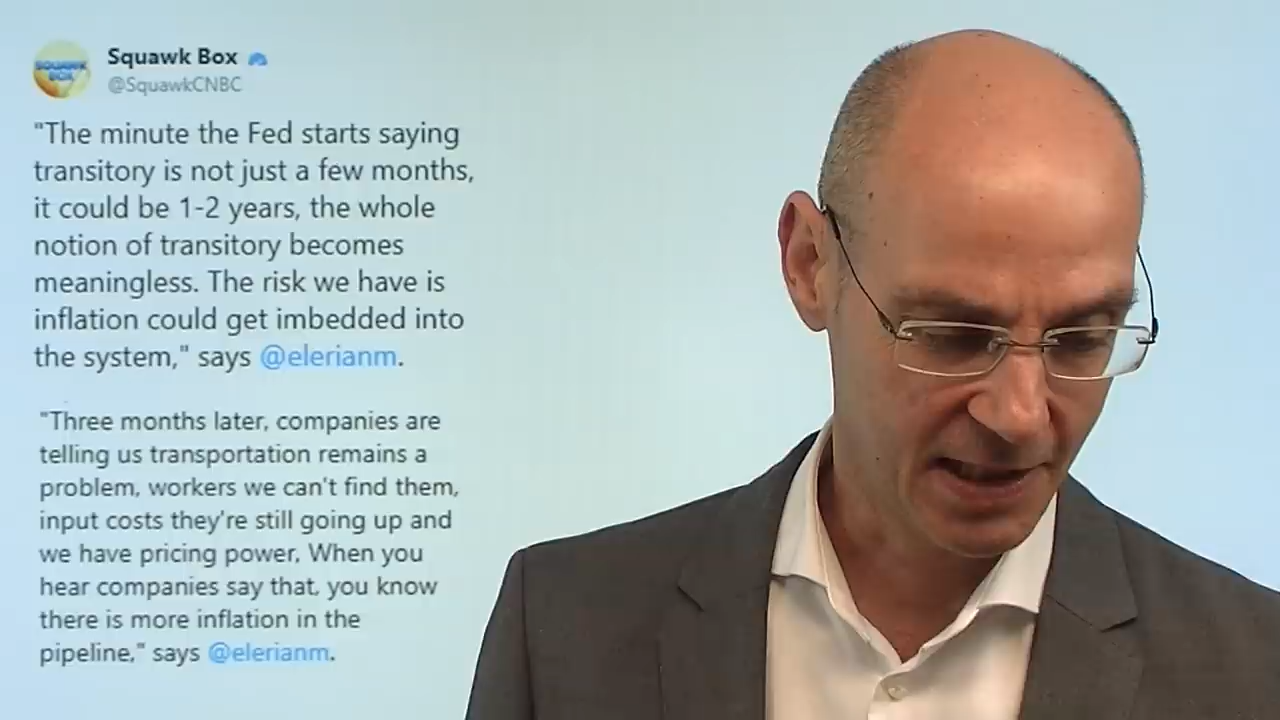 Squawk Box
@SquawkCNBC
SQUAWK
BOX
"The minute the Fed starts saying
transitory is not just a few months,
it could be 1-2 years, the whole
notion of transitory becomes
meaningless. The risk we have is
inflation could get imbedded into
the system," says @elerianm.
"Three months later, companies are
telling us transportation remains a
problem, workers we can't find them,
input costs they're still going up and
we have pricing power, When you
hear companies say that, you know
there is more inflation in the
pipeline," says @elerianm.